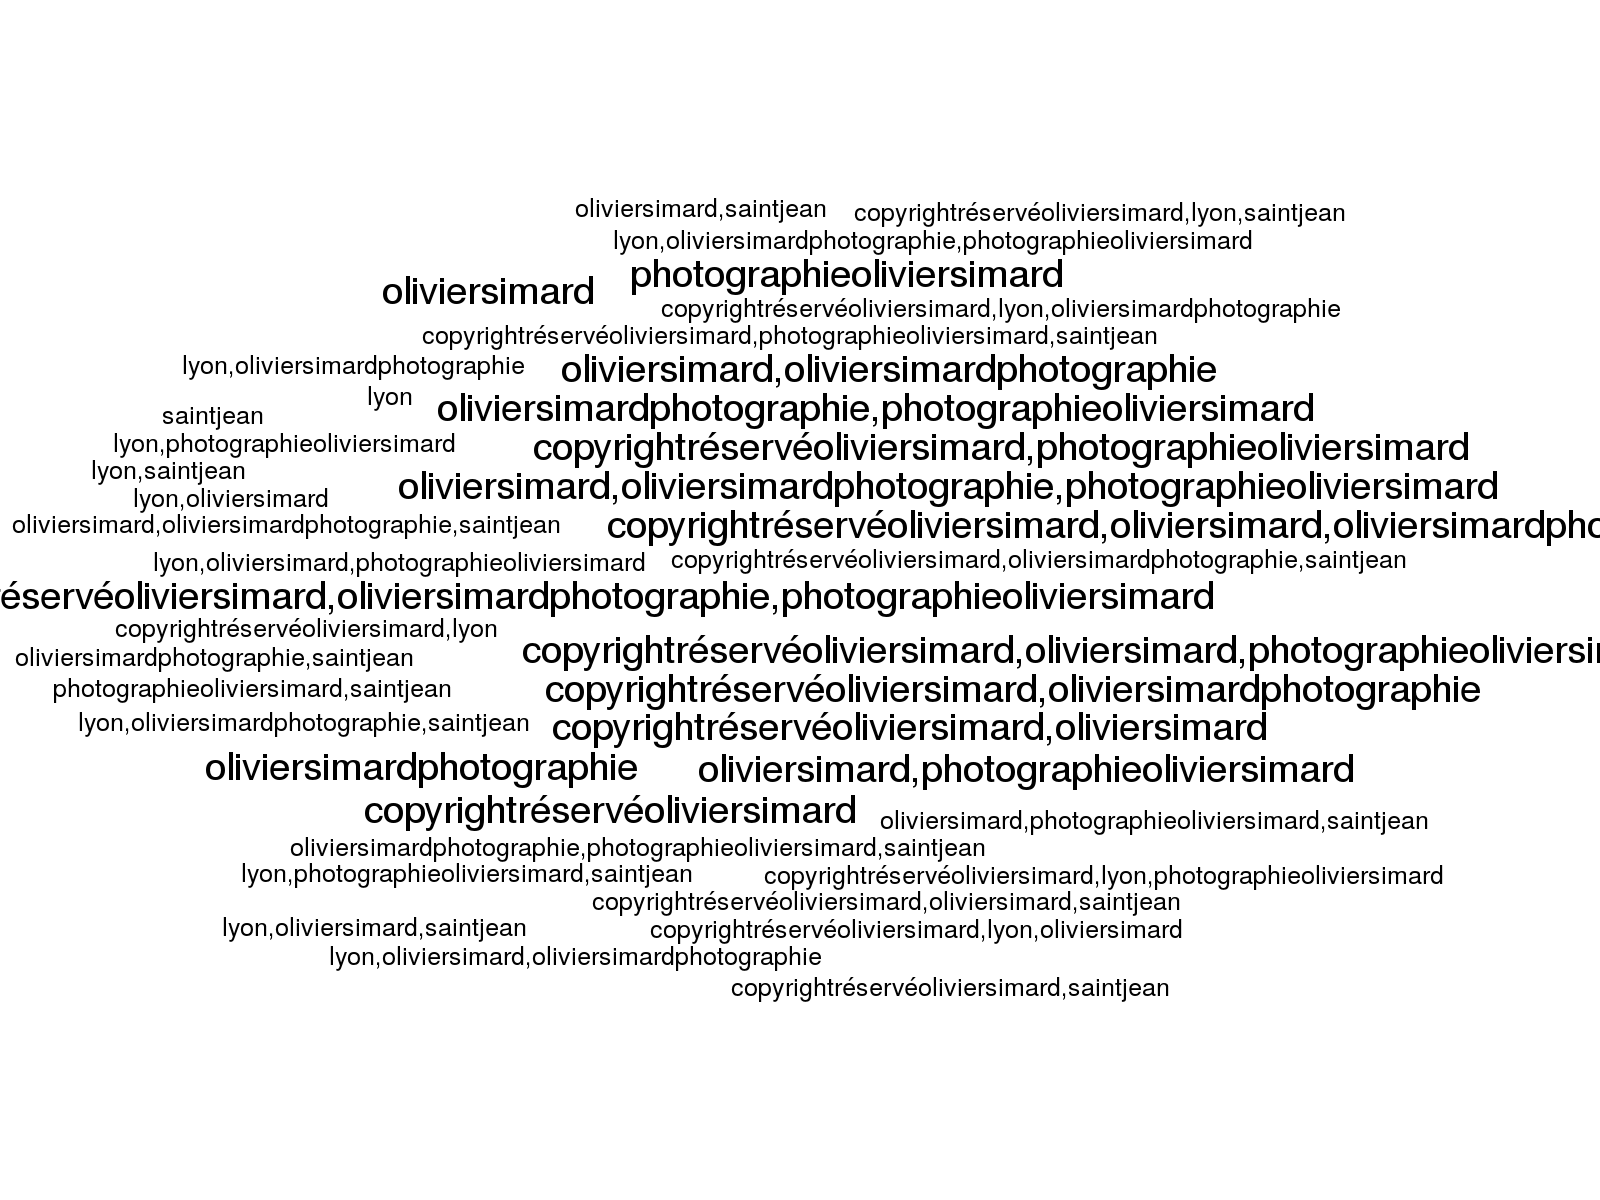 oliviersimard,saintjean
copyrightréservéoliviersimard,lyon,saintjean
lyon,oliviersimardphotographie,photographieoliviersimard
photographieoliviersimard
oliviersimard
copyrightréservéoliviersimard,lyon,oliviersimardphotographie
copyrightréservéoliviersimard,photographieoliviersimard,saintjean
lyon,oliviersimardphotographie
oliviersimard,oliviersimardphotographie
lyon
oliviersimardphotographie,photographieoliviersimard
saintjean
lyon,photographieoliviersimard
copyrightréservéoliviersimard,photographieoliviersimard
lyon,saintjean
oliviersimard,oliviersimardphotographie,photographieoliviersimard
lyon,oliviersimard
oliviersimard,oliviersimardphotographie,saintjean
copyrightréservéoliviersimard,oliviersimard,oliviersimardpho
lyon,oliviersimard,photographieoliviersimard
copyrightréservéoliviersimard,oliviersimardphotographie,saintjean
réservéoliviersimard,oliviersimardphotographie,photographieoliviersimard
copyrightréservéoliviersimard,lyon
oliviersimardphotographie,saintjean
copyrightréservéoliviersimard,oliviersimard,photographieoliviersi
photographieoliviersimard,saintjean
copyrightréservéoliviersimard,oliviersimardphotographie
lyon,oliviersimardphotographie,saintjean
copyrightréservéoliviersimard,oliviersimard
oliviersimardphotographie
oliviersimard,photographieoliviersimard
copyrightréservéoliviersimard
oliviersimard,photographieoliviersimard,saintjean
oliviersimardphotographie,photographieoliviersimard,saintjean
lyon,photographieoliviersimard,saintjean
copyrightréservéoliviersimard,lyon,photographieoliviersimard
copyrightréservéoliviersimard,oliviersimard,saintjean
lyon,oliviersimard,saintjean
copyrightréservéoliviersimard,lyon,oliviersimard
lyon,oliviersimard,oliviersimardphotographie
copyrightréservéoliviersimard,saintjean